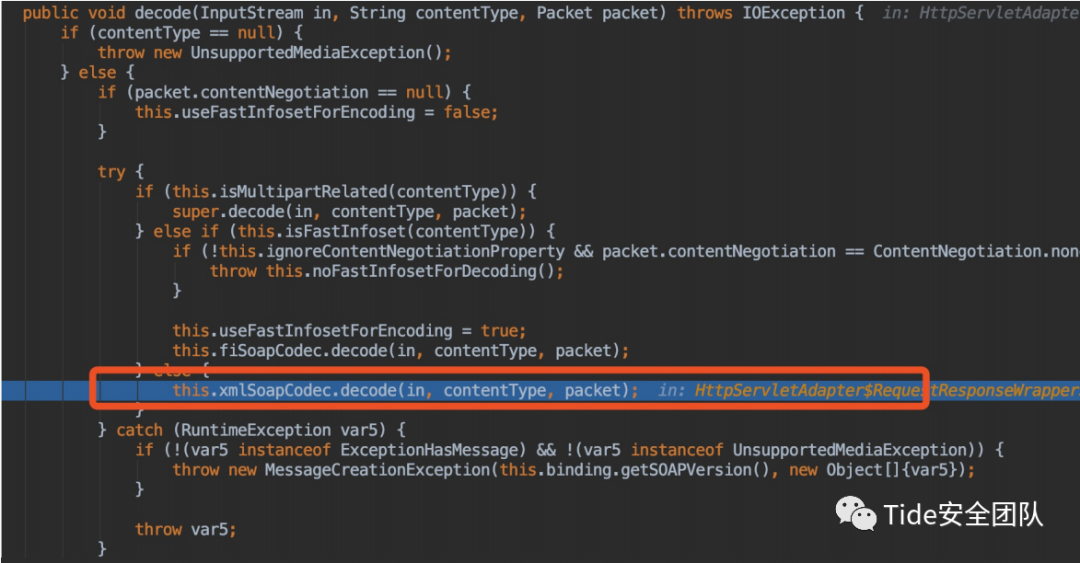 public void decode(InputStream in, String contentType, Packet packet) throws IOException {  in: HttpServletAdapte
    if (contentType == null) {
        throw new UnsupportedMediaException();
    } else {
        if (packet.contentNegotiation == null) {
            this.useFastInfosetForEncoding = false;
        }

        try {
            if (this.isMultipartRelated(contentType)) {
                super.decode(in, contentType, packet);
            } else if (this.isFastInfoset(contentType)) {
                if (!this.ignoreContentNegotiationProperty && packet.contentNegotiation == ContentNegotiation.non
                    throw this.noFastInfosetForDecoding();
                }

                this.useFastInfosetForEncoding = true;
                this.fiSoapCodec.decode(in, contentType, packet);
            } else {
                this.xmlSoapCodec.decode(in, contentType, packet);  in: HttpServletAdapter$RequestResponseWrapper
            }
        } catch (RuntimeException var5) {
            if (!(var5 instanceof ExceptionHasMessage) && !(var5 instanceof UnsupportedMediaException)) {
                throw new MessageCreationException(this.binding.getSOAPVersion(), new Object[]{var5});
            }

            throw var5;
        }
Tide安全团队